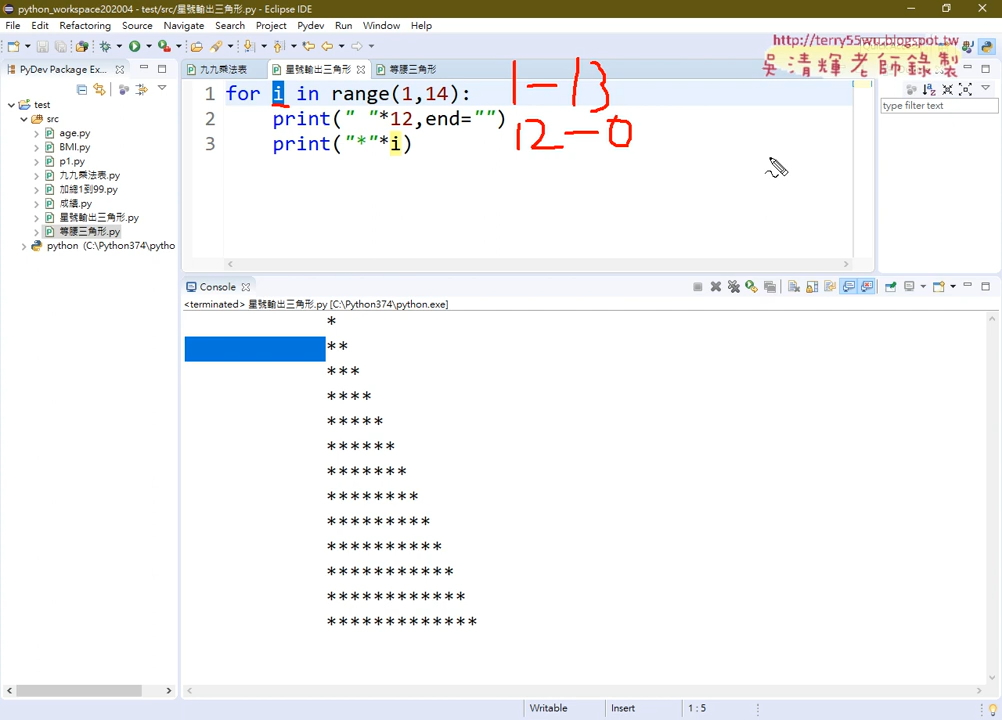 python_workspace202004 - test/src/星號輸出三角形.py - Eclipse IDE
File Edit Refactoring Source Navigate Search Project Pydev Run Window Help
http://terry55wu.blogspot.tw
吳清輝老師錄製
PyDev Package Ex...
九九乘法表
星號輸出三角形
等腰三角形
type filter text
test
src
age.py
BMI.py
p1.py
九九乘法表.py
加總1到99.py
成績.py
星號輸出三角形.py
等腰三角形.py
python (C:\Python374\pytho
1 for i in range(1,14):
2 print(" "*12,end="")
3 print("*"*i)
1-13
12-0
Console
<terminated> 星號輸出三角形.py [C:\Python374\python.exe]
*
**
***
****
*****
******
*******
********
*********
**********
***********
************
*************
Writable Insert 1 : 5